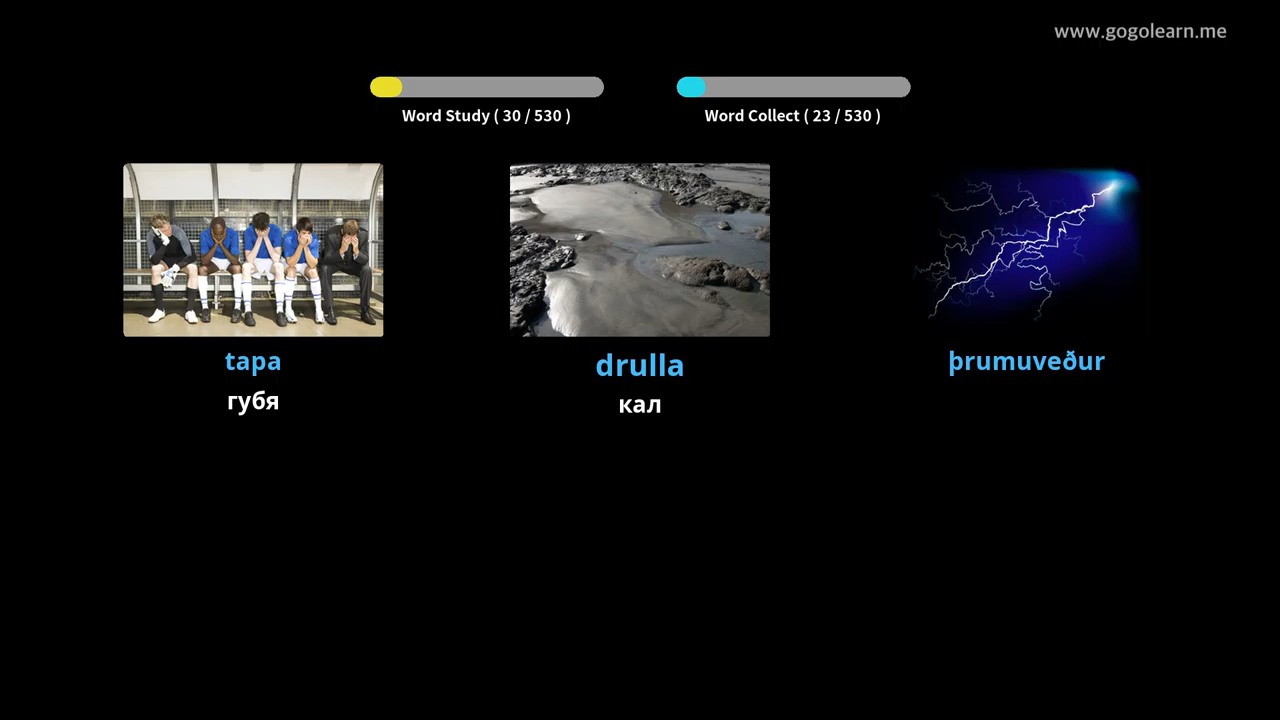 www.gogolearn.me
Word Study ( 30 / 530 )
Word Collect ( 23 / 530 )
tapa
губя
drulla
кал
þrumuveður